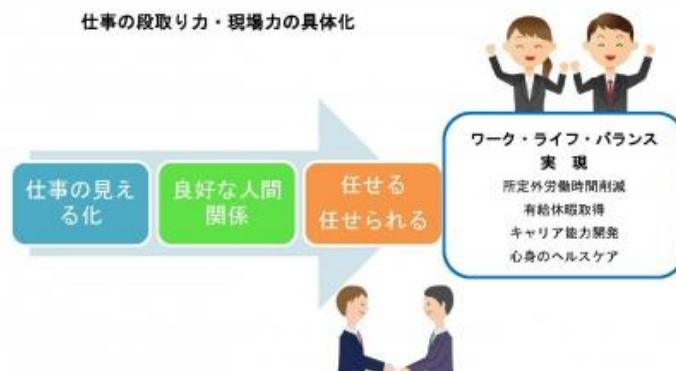 仕事の段取り力・現場力の具体化
仕事の見え
る化
良好な人間
関係
任せる
任せられる
ワーク・ライフ・バランス
実 現
所定外労働時間削減
有給休暇取得
キャリア能力開発
心身のヘルスケア